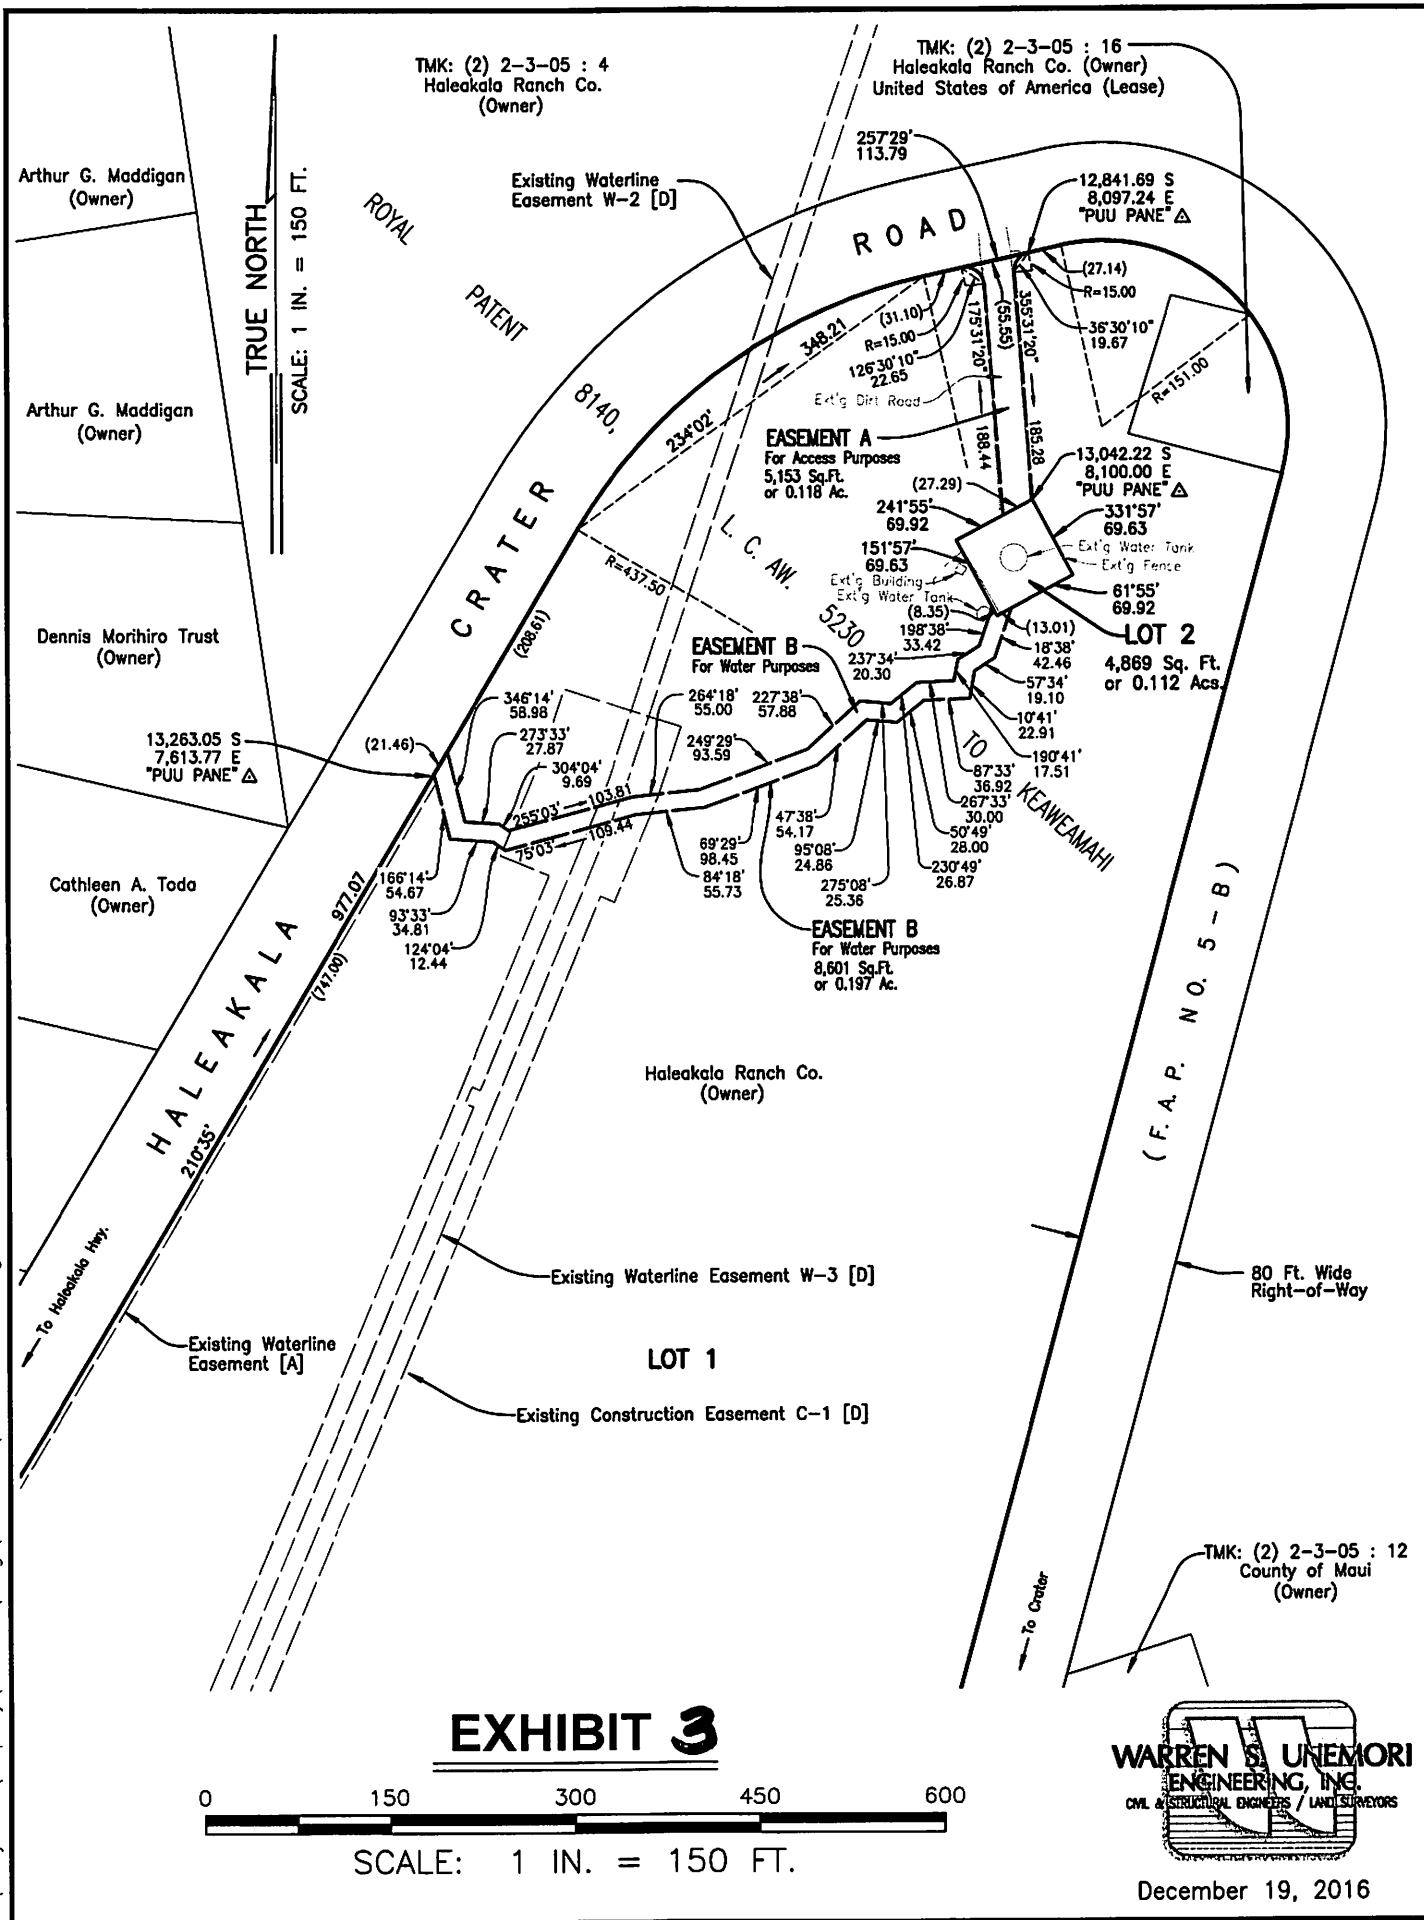 TMK: (2) 2-3-05 : 4
Haleakala Ranch Co.
(Owner)
TMK: (2) 2-3-05 : 16
Haleakala Ranch Co. (Owner)
United States of America (Lease)
Arthur G. Maddigan
(Owner)
TRUE NORTH
SCALE: 1 IN. = 150 FT.
Existing Waterline
Easement W-2 [D]
257°29'
113.79
12,841.69 S
8,097.24 E
"PUU PANE"
ROYAL
PATENT
8140,
L. C. AW.
5230
TO
KEAWEAMAHI
HALEAKALA
CRATER
ROAD
(27.14)
R=15.00
36°30'10"
19.67
R=151.00
(31.10)
R=15.00
126°30'10"
22.65
Ext'g Dirt Road
175°31'20"
188.44
(55.55)
355°31'20"
185.28
348.21
234°02'
R=437.50
(208.61)
Arthur G. Maddigan
(Owner)
EASEMENT A
For Access Purposes
5,153 Sq.Ft.
or 0.118 Ac.
13,042.22 S
8,100.00 E
"PUU PANE"
(27.29)
241°55'
69.92
331°57'
69.63
151°57'
69.63
Ext'g Water Tank
Ext'g Fence
Ext'g Building
Ext'g Water Tank
61°55'
69.92
(8.35)
(13.01)
LOT 2
4,869 Sq. Ft.
or 0.112 Acs.
198°38'
33.42
18°38'
42.46
237°34'
20.30
57°34'
19.10
10°41'
22.91
190°41'
17.51
87°33'
36.92
267°33'
30.00
50°49'
28.00
230°49'
26.87
Dennis Morihiro Trust
(Owner)
EASEMENT B
For Water Purposes
346°14'
58.98
264°18'
55.00
227°38'
57.88
13,263.05 S
7,613.77 E
"PUU PANE"
(21.46)
273°33'
27.87
304°04'
9.69
249°29'
93.59
255°03'
103.81
75°03'
109.44
47°38'
54.17
69°29'
98.45
95°08'
24.86
84°18'
55.73
275°08'
25.36
166°14'
54.67
93°33'
34.81
124°04'
12.44
Cathleen A. Toda
(Owner)
977.07
(747.00)
210°35'
EASEMENT B
For Water Purposes
8,601 Sq.Ft.
or 0.197 Ac.
(F. A. P. NO. 5-B)
Haleakala Ranch Co.
(Owner)
To Haleakala Hwy.
Existing Waterline Easement W-3 [D]
80 Ft. Wide
Right-of-Way
Existing Waterline
Easement [A]
LOT 1
Existing Construction Easement C-1 [D]
TMK: (2) 2-3-05 : 12
County of Maui
(Owner)
To Crater
EXHIBIT 3
0 150 300 450 600
SCALE: 1 IN. = 150 FT.
WARREN S. UNEMORI
ENGINEERING, INC.
CIVIL & STRUCTURAL ENGINEERS / LAND SURVEYORS
December 19, 2016